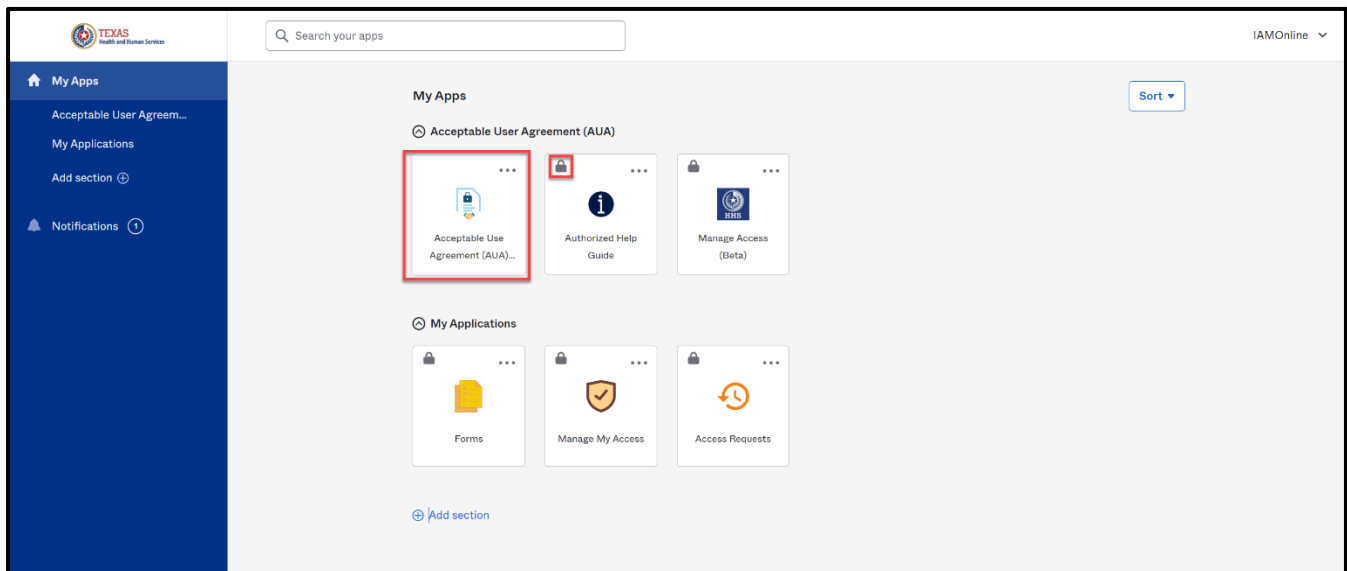 TEXAS
Health and Human Services
Search your apps
IAMOnline
My Apps
Acceptable User Agreem...
My Applications
Add section
Notifications 1
My Apps
Sort
Acceptable User Agreement (AUA)
Acceptable Use
Agreement (AUA)...
Authorized Help
Guide
HHS
Manage Access
(Beta)
My Applications
Forms
Manage My Access
Access Requests
Add section